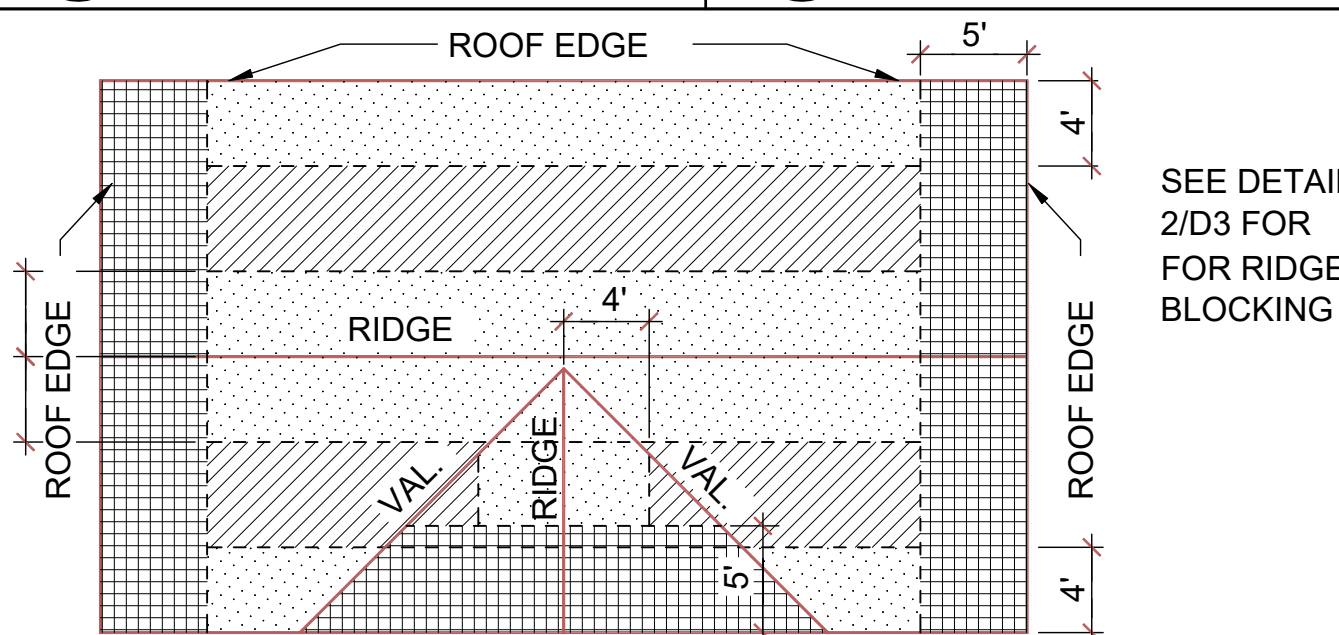 ROOF EDGE
5'
4'
SEE DETAIL
2/D3 FOR
FOR RIDGE
BLOCKING
4'
RIDGE
ROOF EDGE
ROOF EDGE
VAL.
RIDGE
VAL.
5'
4'